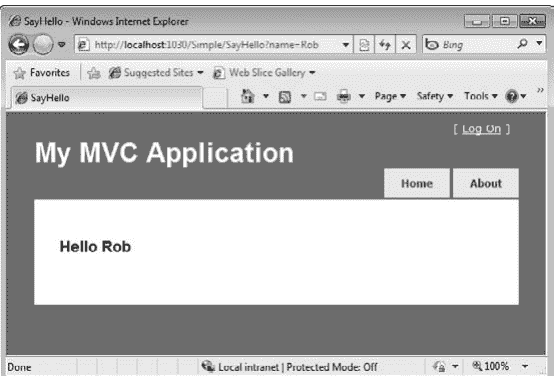 SayHello - Windows Internet Explorer
http://localhost:1030/Simple/SayHello?name=Rob
Bing
Favorites
Suggested Sites
Web Slice Gallery
SayHello
Page
Safety
Tools
»
[ Log On ]
My MVC Application
Home
About
Hello Rob
Done
Local intranet | Protected Mode: Off
100%